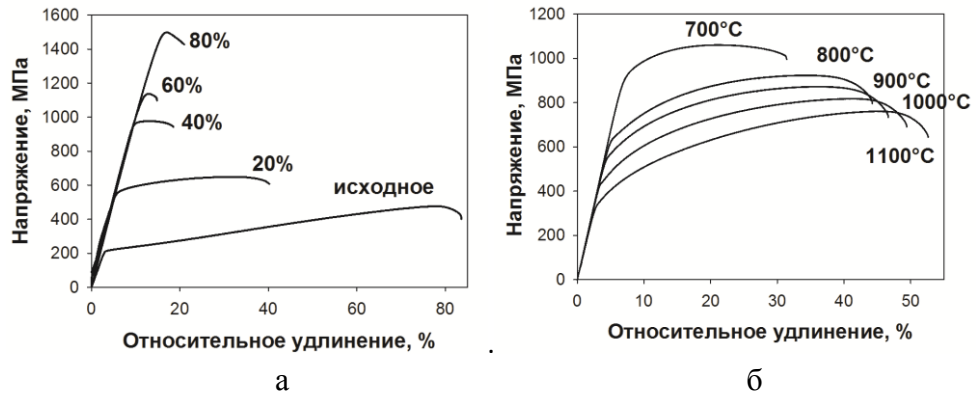 1600
1400
1200
1000
800
600
400
200
0
Напряжение, МПа
80%
60%
40%
20%
исходное
0 20 40 60 80
Относительное удлинение, %
а
.
1200
1000
800
600
400
200
0
Напряжение, МПа
700°C
800°C
900°C
1000°C
1100°C
0 10 20 30 40 50
Относительное удлинение, %
б